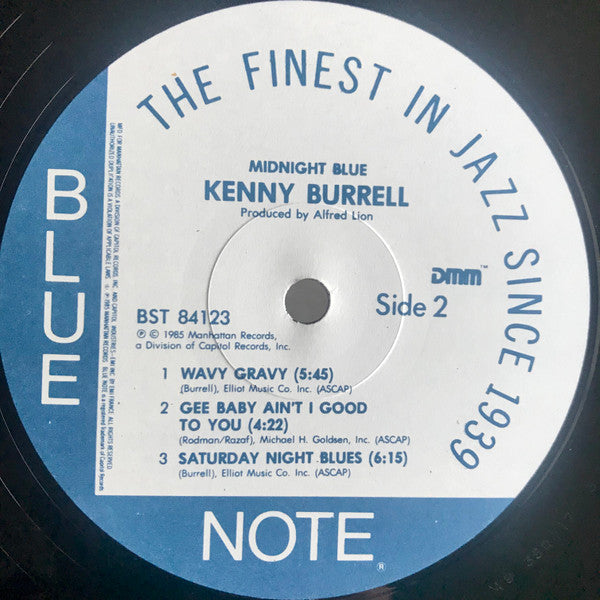 THE FINEST IN JAZZ SINCE 1939
MIDNIGHT BLUE
KENNY BURRELL
Produced by Alfred Lion
DMM™
BST 84123
Side 2
℗ © 1985 Manhattan Records,
a Division of Capitol Records, Inc.
1 WAVY GRAVY (5:45)
(Burrell), Elliot Music Co. Inc. (ASCAP)
2 GEE BABY AIN'T I GOOD
TO YOU (4:22)
(Rodman/Razaf), Michael H. Goldsen, Inc. (ASCAP)
3 SATURDAY NIGHT BLUES (6:15)
(Burrell), Elliot Music Co. Inc. (ASCAP)
BLUE
NOTE®